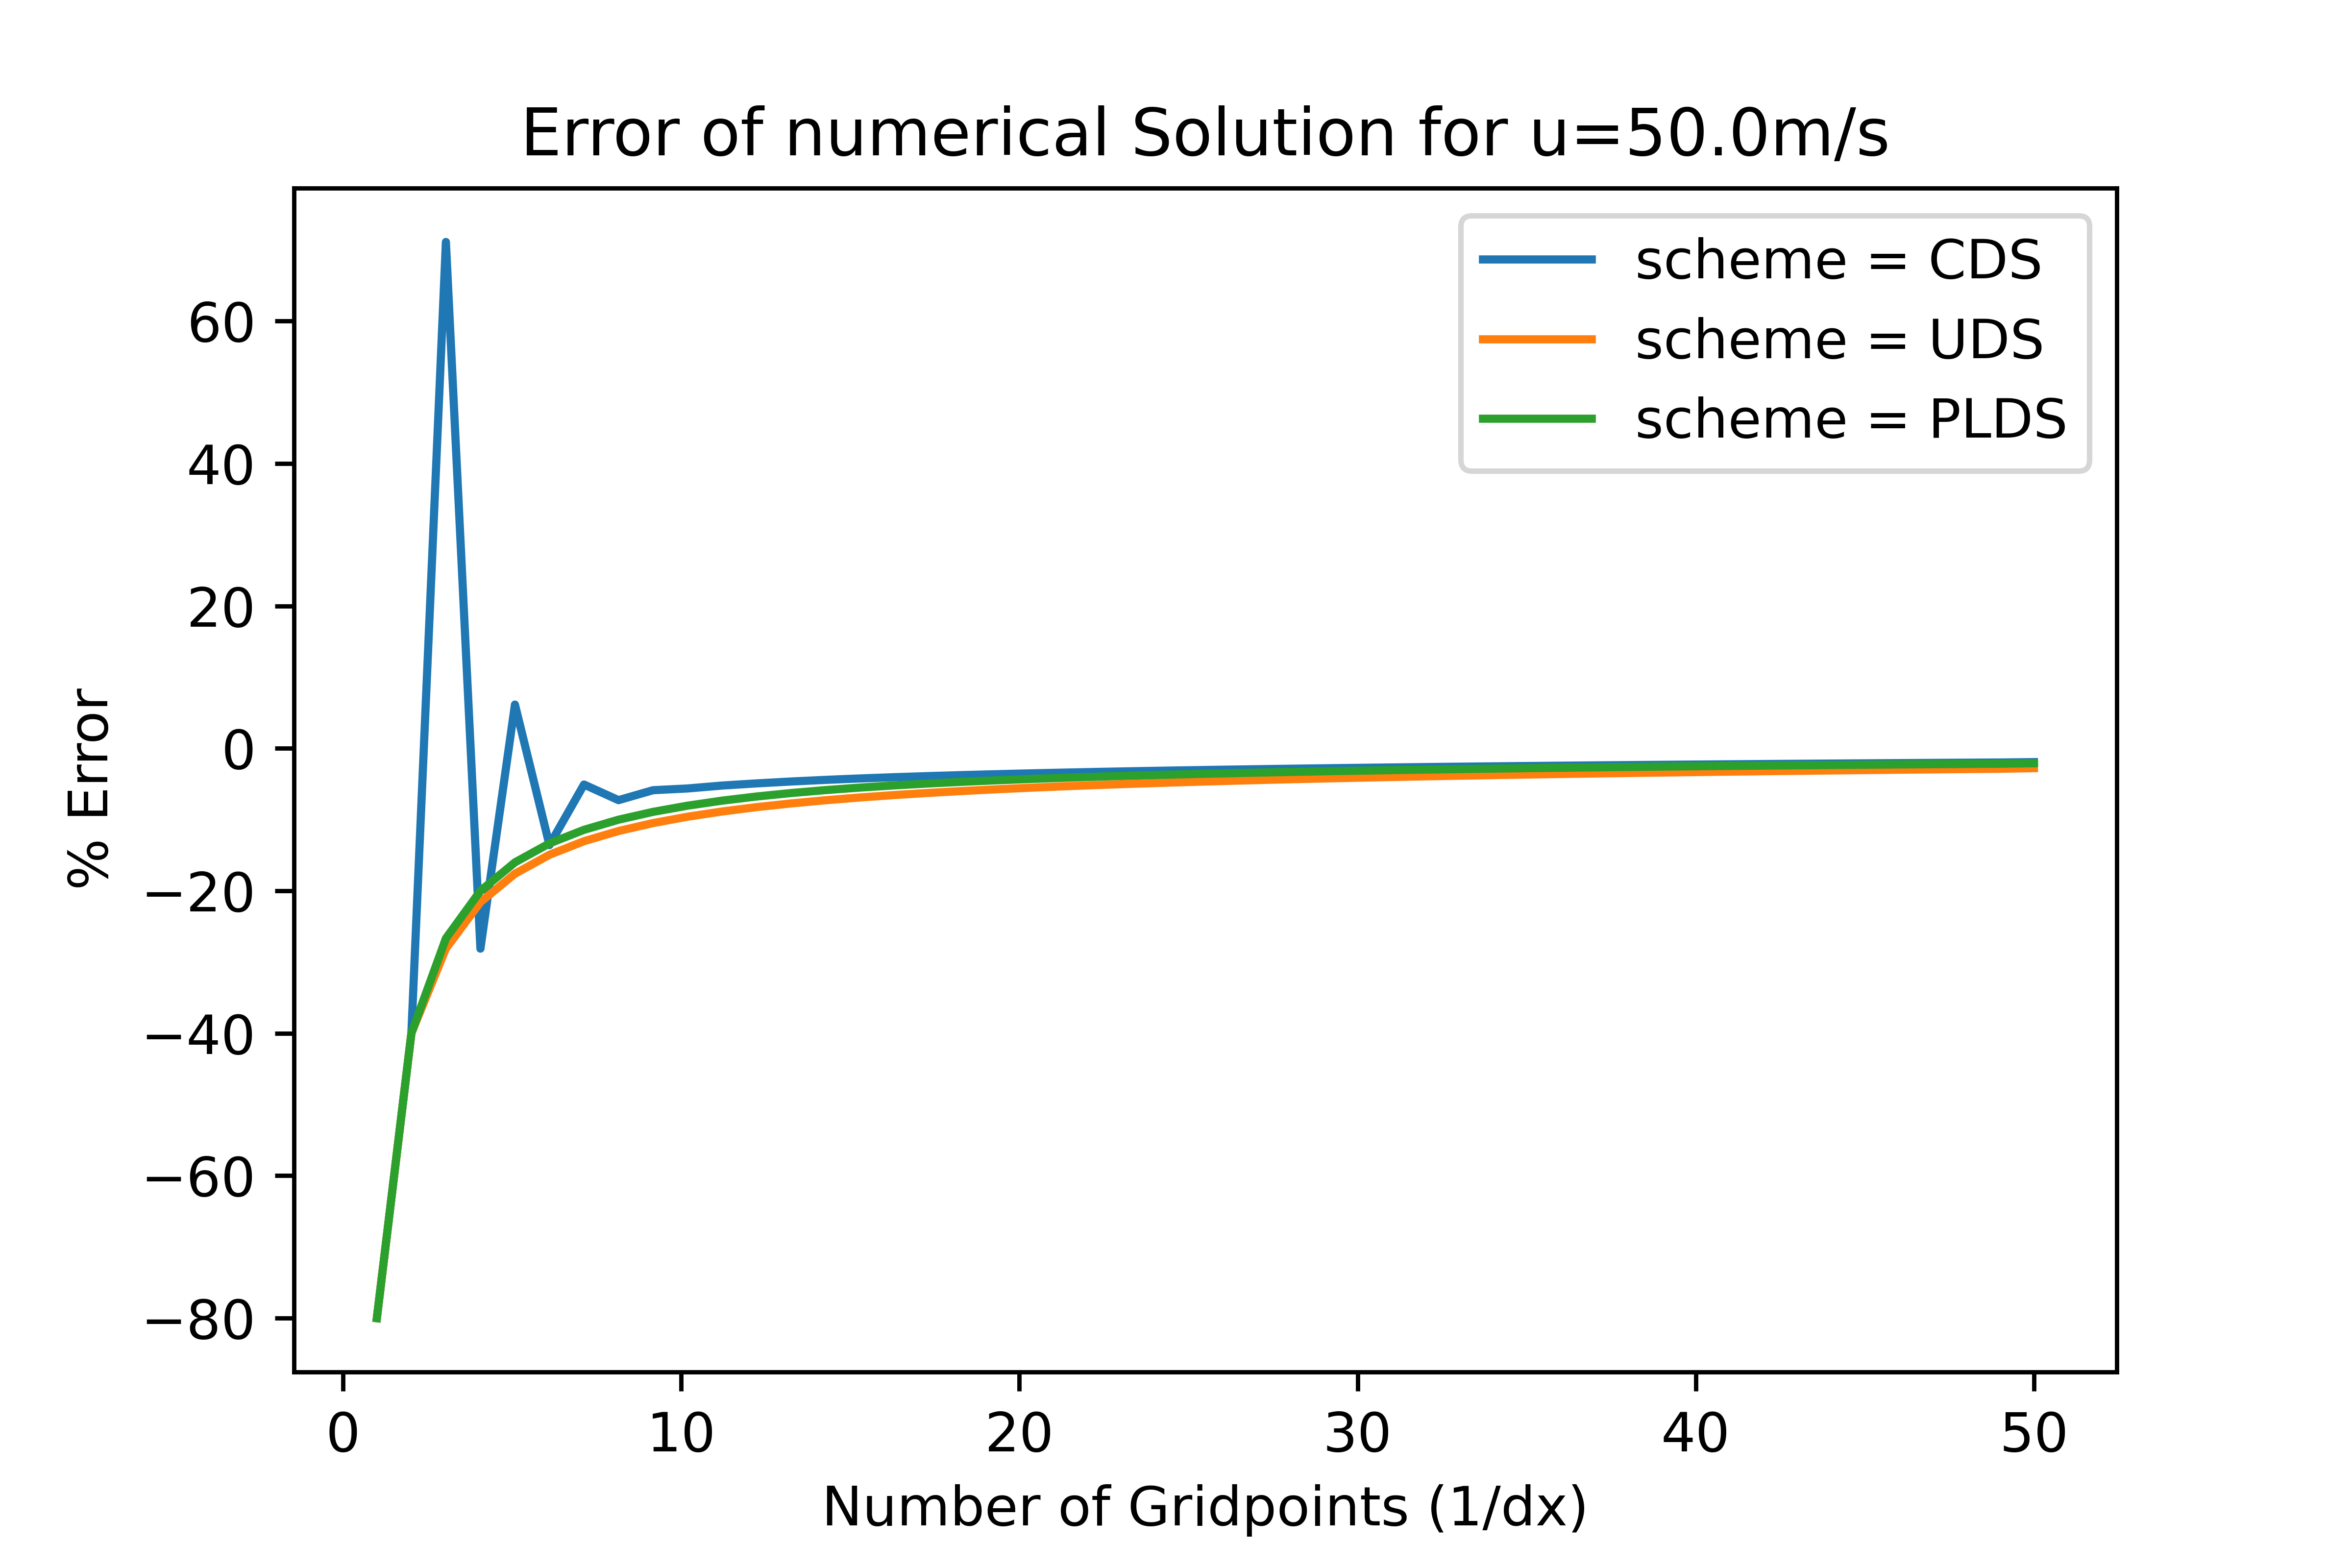 Error of numerical Solution for u=50.0m/s
scheme = CDS
scheme = UDS
scheme = PLDS
% Error
60
40
20
0
−20
−40
−60
−80
0 10 20 30 40 50
Number of Gridpoints (1/dx)